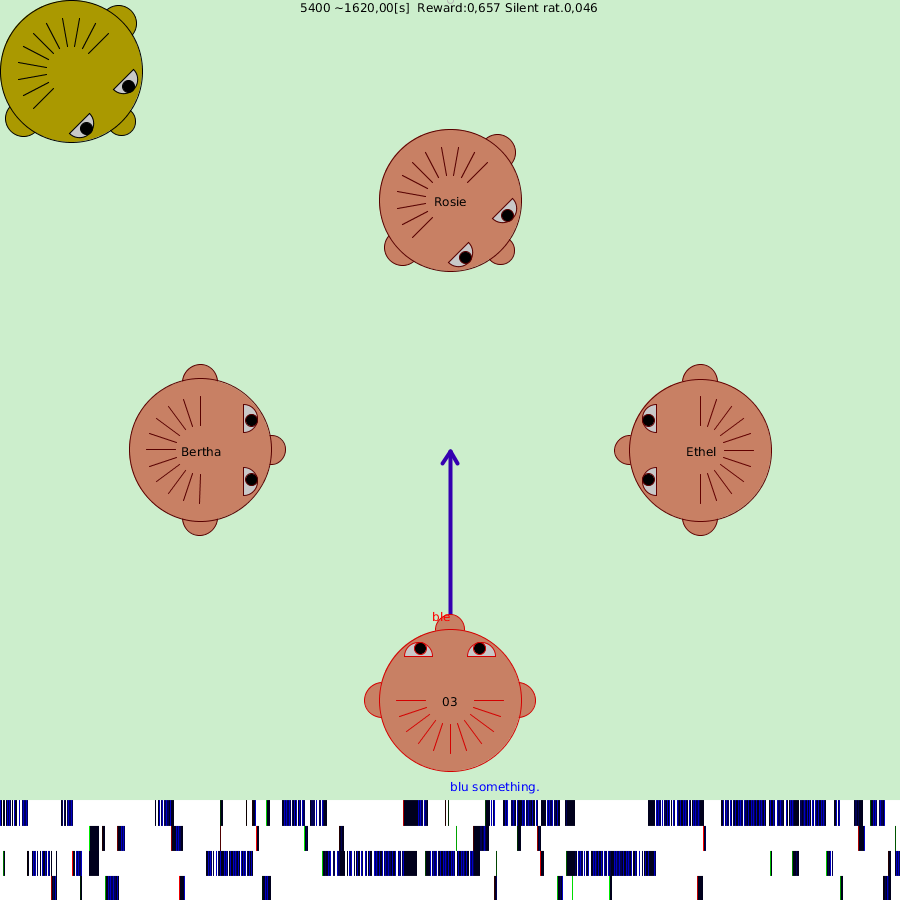 5400 ~1620,00[s]  Reward:0,657 Silent rat.0,046
Rosie
Bertha
Ethel
ble
03
blu something.